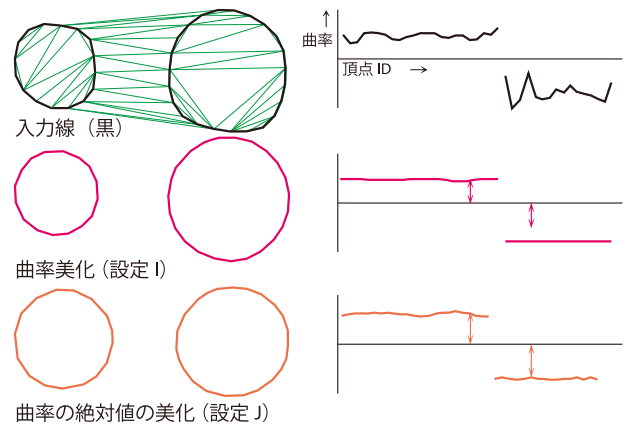 ↑
曲率
頂点 ID →
入力線（黒）
曲率美化（設定 I）
曲率の絶対値の美化（設定 J）